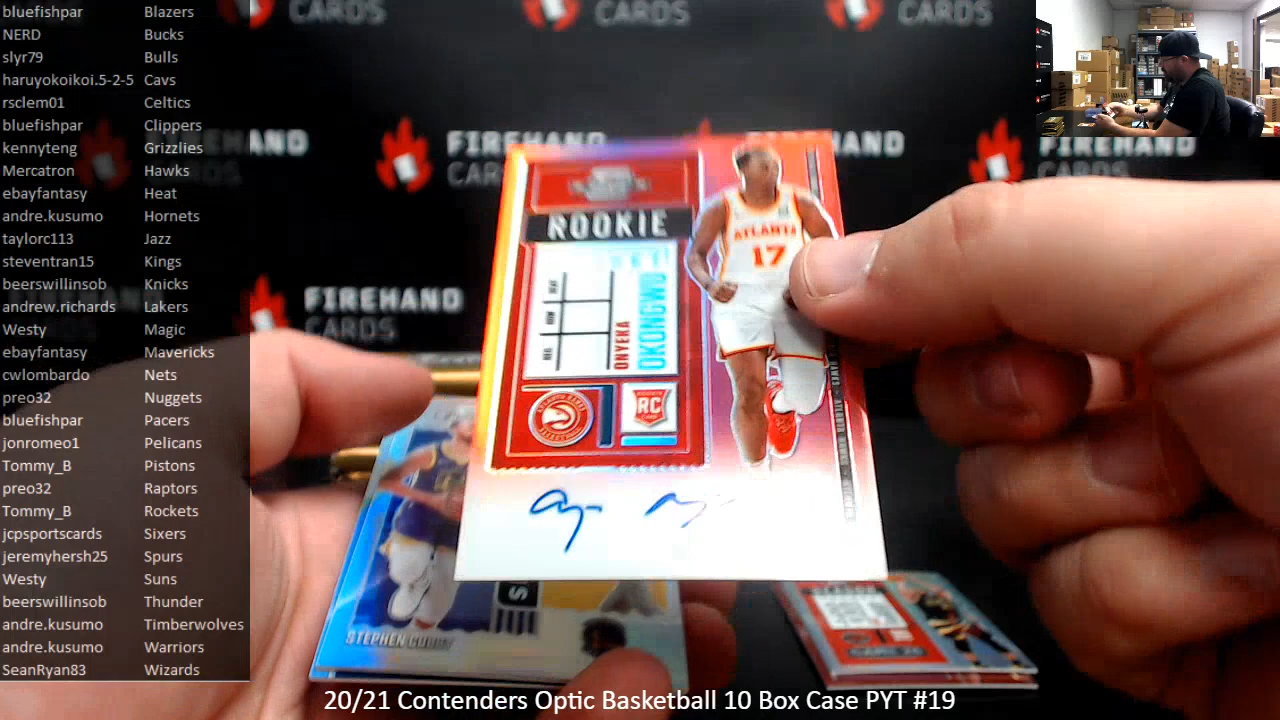 bluefishpar Blazers
NERD Bucks
slyr79 Bulls
haruyokoikoi.5-2-5 Cavs
rsclem01 Celtics
bluefishpar Clippers
kennyteng Grizzlies
Mercatron Hawks
ebayfantasy Heat
andre.kusumo Hornets
taylorc113 Jazz
steventran15 Kings
beerswillinsob Knicks
andrew.richards Lakers
Westy Magic
ebayfantasy Mavericks
cwlombardo Nets
preo32 Nuggets
bluefishpar Pacers
jonromeo1 Pelicans
Tommy_B Pistons
preo32 Raptors
Tommy_B Rockets
jcpsportscards Sixers
jeremyhersh25 Spurs
Westy Suns
beerswillinsob Thunder
andre.kusumo Timberwolves
andre.kusumo Warriors
SeanRyan83 Wizards
CARDS
FIREHAND
CARDS
FIREHAND
CARDS
ROOKIE
ONYEKA
OKONGWU
RC
ATLANTA
17
STEPHEN CURRY
20/21 Contenders Optic Basketball 10 Box Case PYT #19